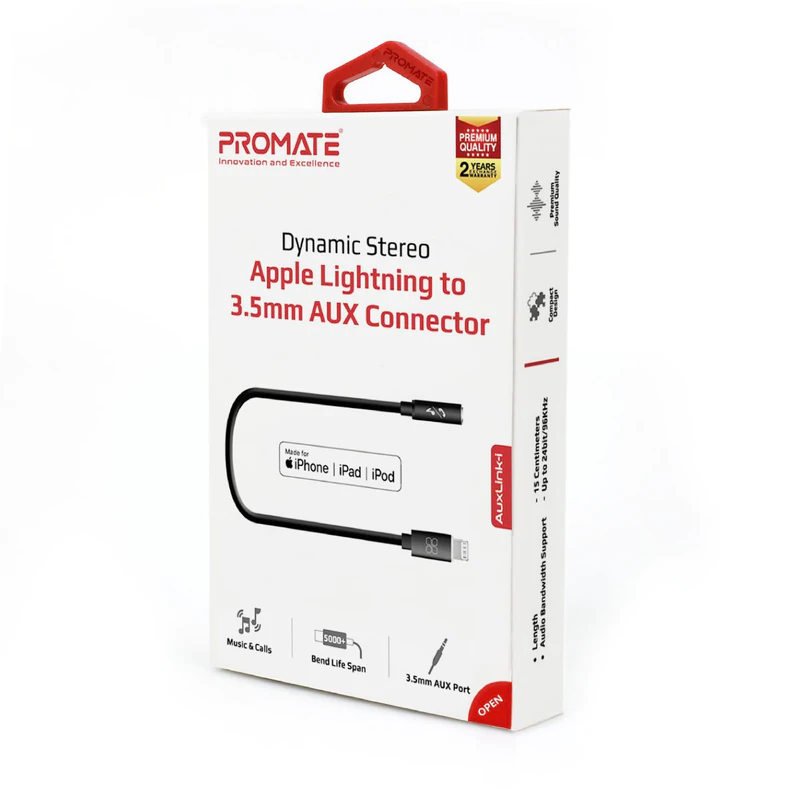 PROMATE
PROMATE®
Innovation and Excellence
PREMIUM
QUALITY
2 YEARS
EXCHANGE
WARRANTY
Dynamic Stereo
Apple Lightning to
3.5mm AUX Connector
Made for
iPhone | iPad | iPod
AuxLink-i
Music & Calls
5000+
Bend Life Span
3.5mm AUX Port
OPEN
Premium
Sound Quality
Compact
Design
• Length - 15 Centimeters
• Audio Bandwidth Support - Up to 24bit/96KHz